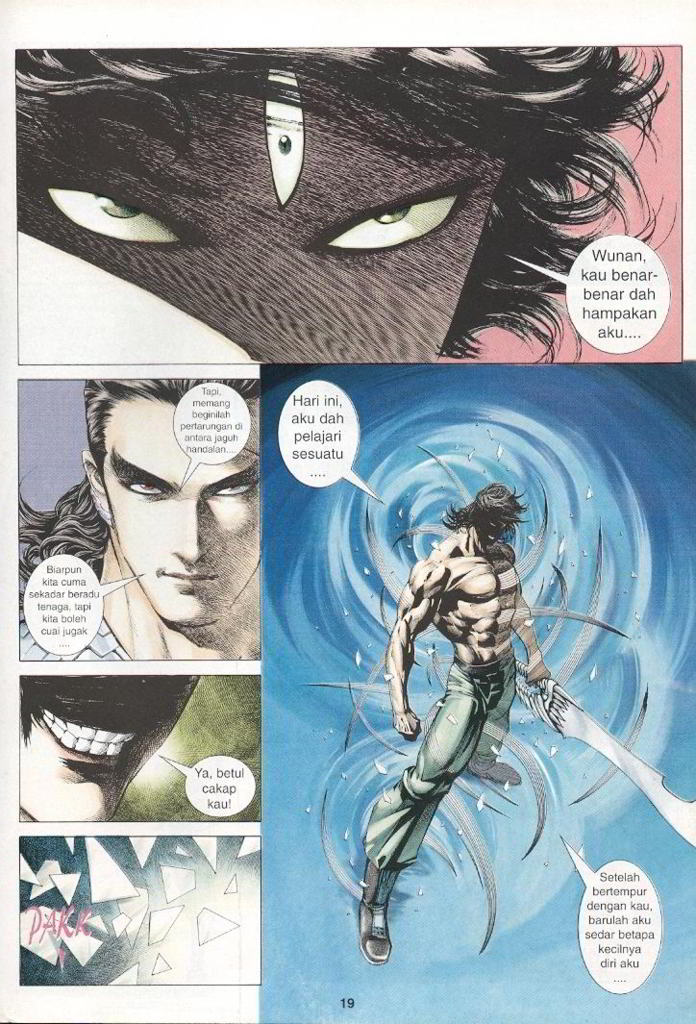 Wunan,
kau benar-
benar dah
hampakan
aku....
Tapi,
memang
beginilah
pertarungan di
antara jaguh
handalan....
Biarpun
kita cuma
sekadar beradu
tenaga, tapi
kita boleh
cuai jugak
....
Ya, betul
cakap
kau!
PAKK
Hari ini,
aku dah
pelajari
sesuatu
....
Setelah
bertempur
dengan kau,
barulah aku
sedar betapa
kecilnya
diri aku
....
19